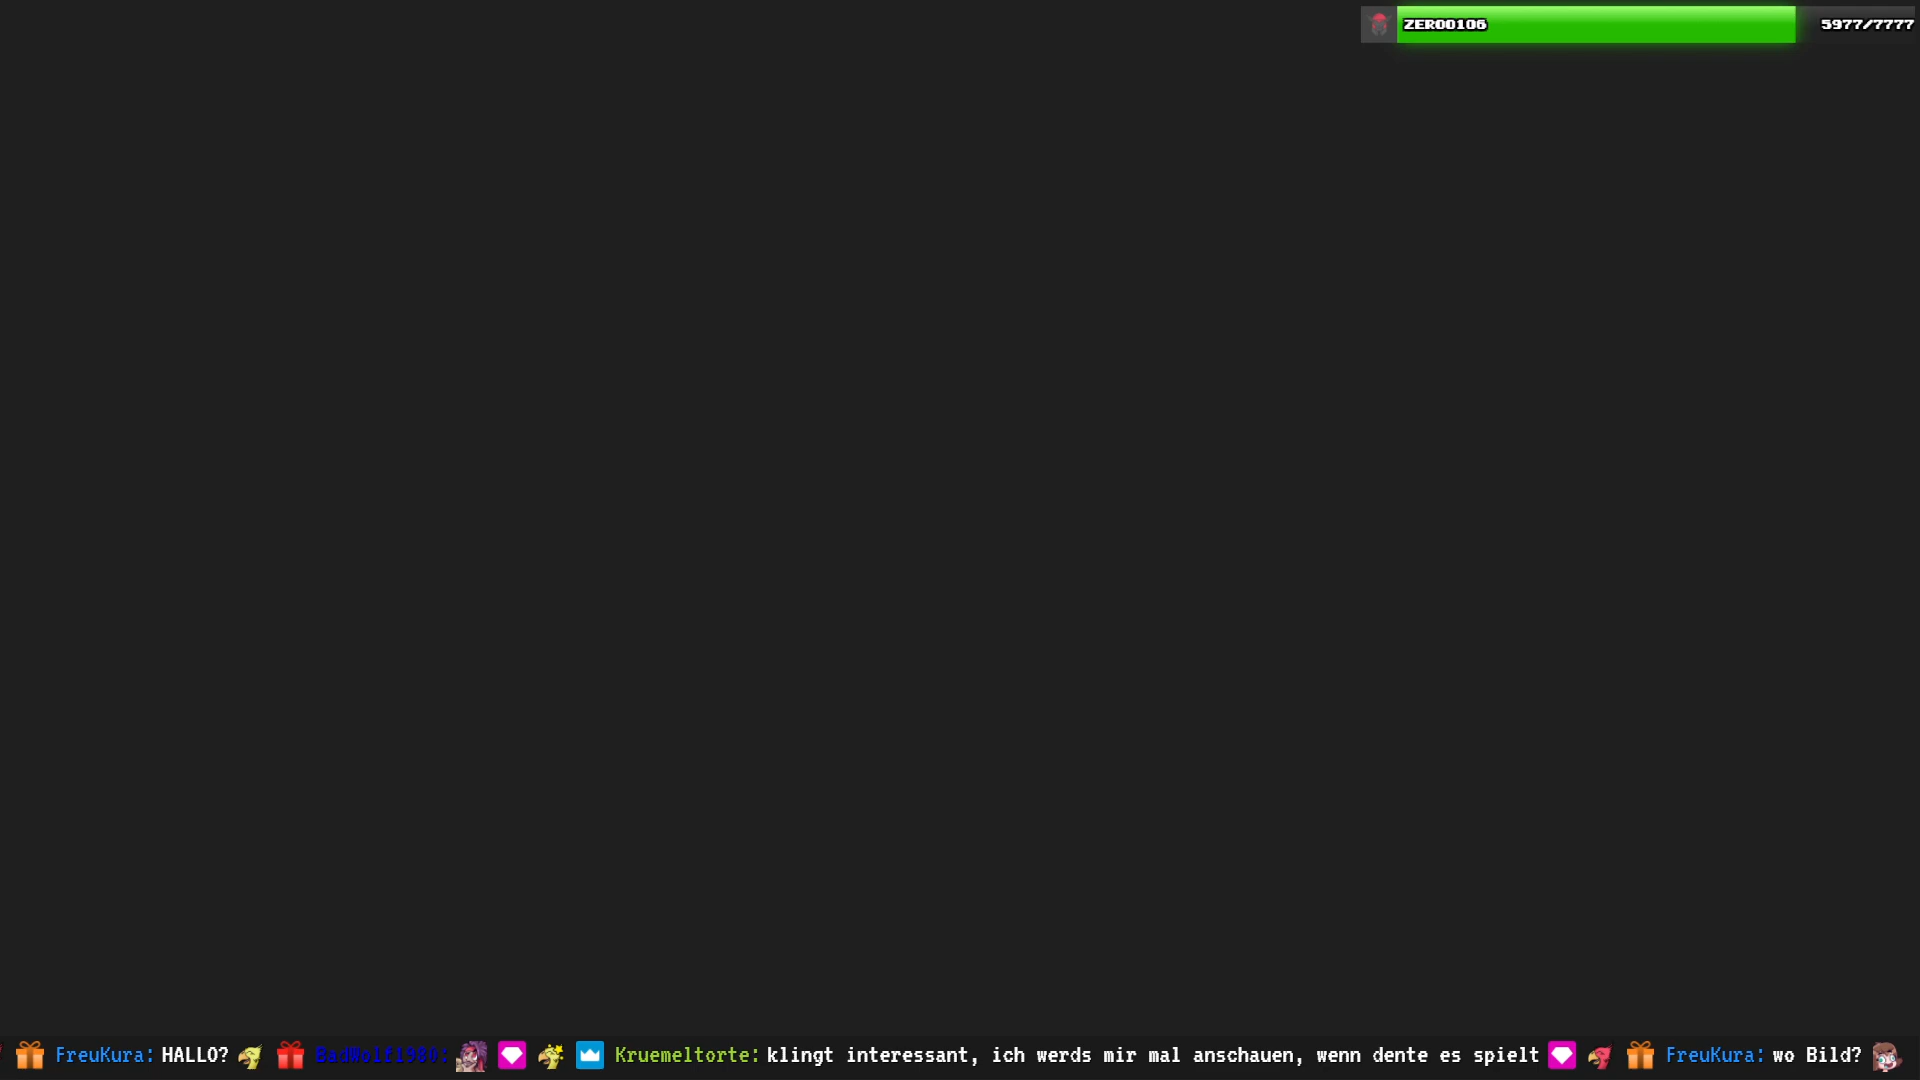 ZEROO106 5977/7777
FreuKura: HALLO? BadWolf1980: Kruemeltorte: klingt interessant, ich werds mir mal anschauen, wenn dente es spielt FreuKura: wo Bild?